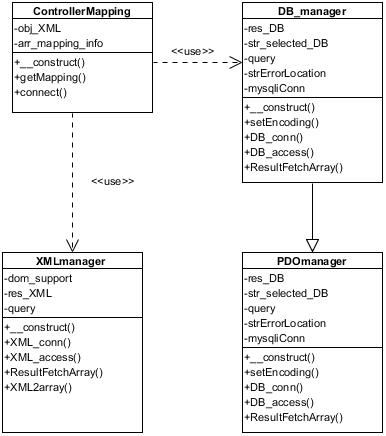 ControllerMapping
-obj_XML
-arr_mapping_info
+__construct()
+getMapping()
+connect()
<<use>>
DB_manager
-res_DB
-str_selected_DB
-query
-strErrorLocation
-mysqliConn
+__construct()
+setEncoding()
+DB_conn()
+DB_access()
+ResultFetchArray()
<<use>>
XMLmanager
-dom_support
-res_XML
-query
+__construct()
+XML_conn()
+XML_access()
+ResultFetchArray()
+XML2array()
PDOmanager
-res_DB
-str_selected_DB
-query
-strErrorLocation
-mysqliConn
+__construct()
+setEncoding()
+DB_conn()
+DB_access()
+ResultFetchArray()